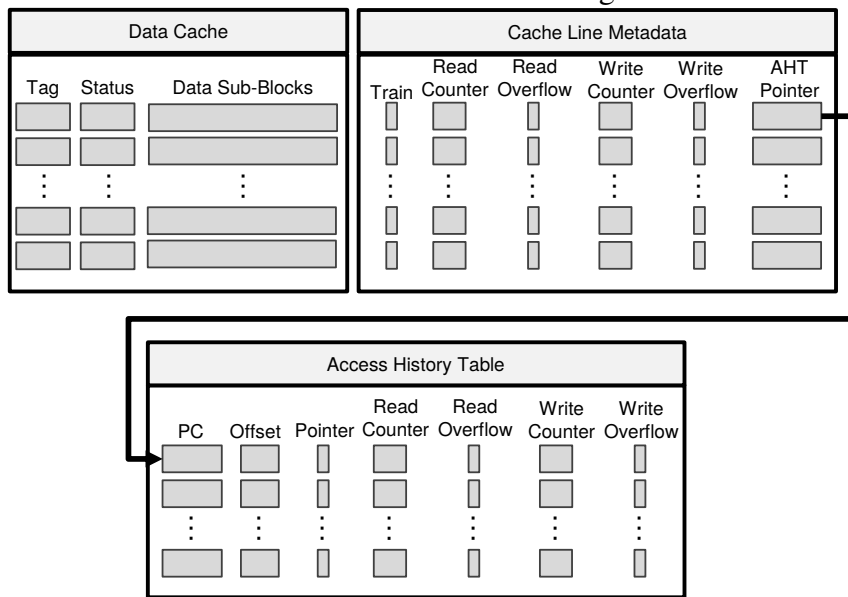 Data Cache
Tag Status Data Sub-Blocks
Cache Line Metadata
Train Read Counter Read Overflow Write Counter Write Overflow AHT Pointer
Access History Table
PC Offset Pointer Read Counter Read Overflow Write Counter Write Overflow